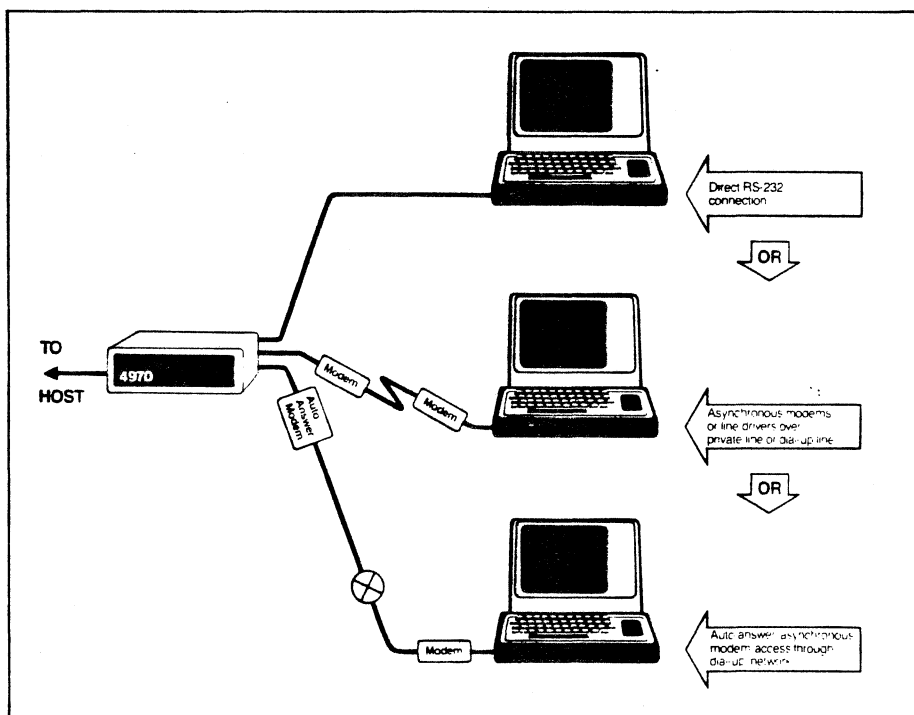 Direct RS-232
connection
OR
TO
HOST
4970
Modem
Modem
Auto
Answer
Modem
Asynchronous modems
or line drivers over
private line or dial-up line
OR
Modem
Auto answer asynchronous
modem access through
dial-up network